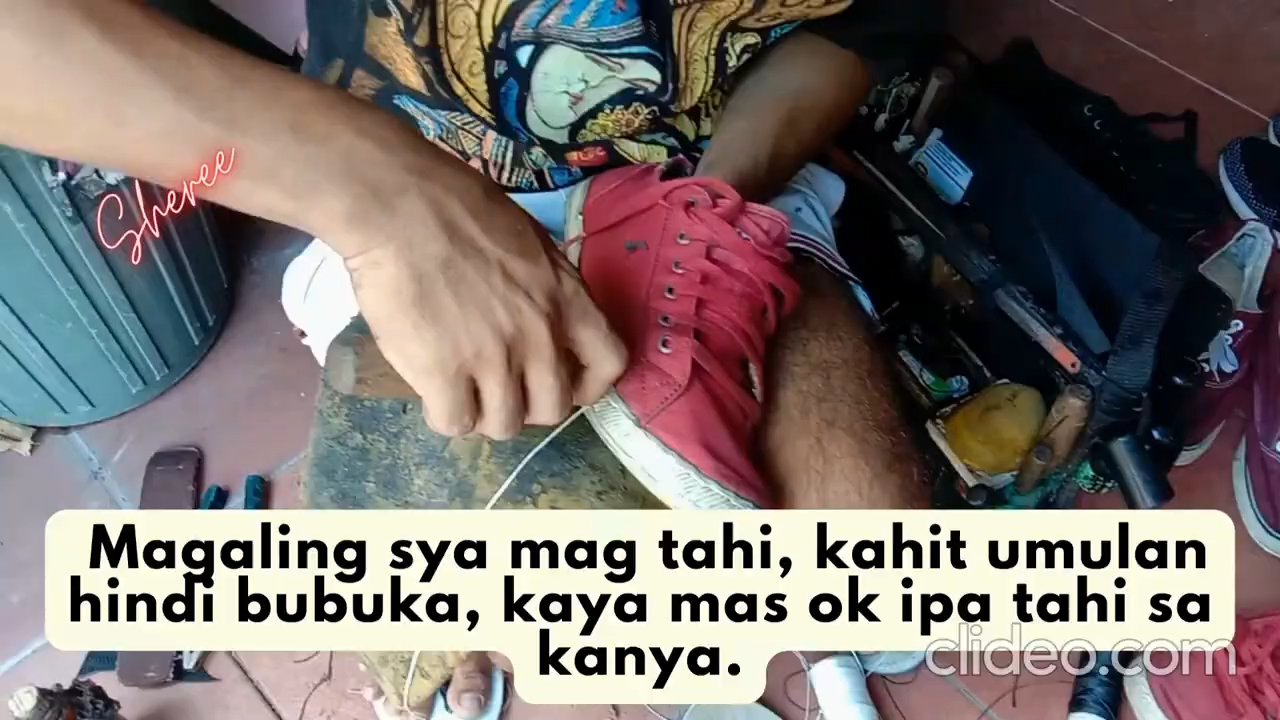 Sheree
Magaling sya mag tahi, kahit umulan
hindi bubuka, kaya mas ok ipa tahi sa
kanya.
clideo.com